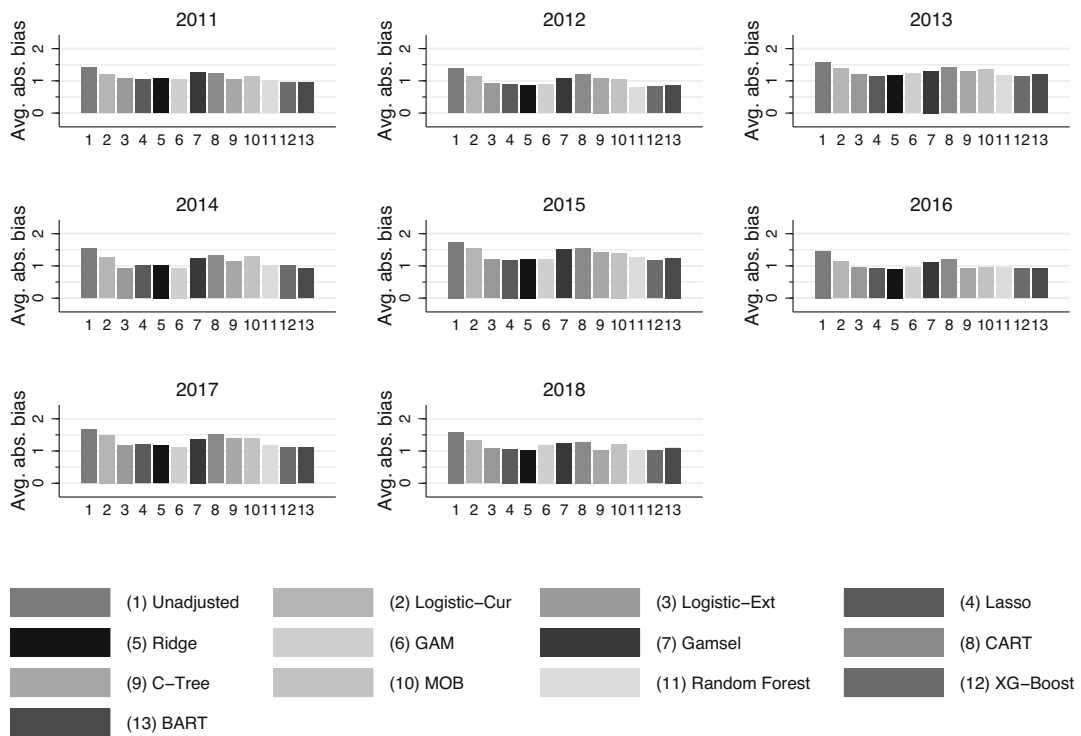 2011
2012
2013
Avg. abs. bias
0 1 2
1 2 3 4 5 6 7 8 9 10 11 12 13
Avg. abs. bias
0 1 2
1 2 3 4 5 6 7 8 9 10 11 12 13
Avg. abs. bias
0 1 2
1 2 3 4 5 6 7 8 9 10 11 12 13
2014
2015
2016
Avg. abs. bias
0 1 2
1 2 3 4 5 6 7 8 9 10 11 12 13
Avg. abs. bias
0 1 2
1 2 3 4 5 6 7 8 9 10 11 12 13
Avg. abs. bias
0 1 2
1 2 3 4 5 6 7 8 9 10 11 12 13
2017
2018
Avg. abs. bias
0 1 2
1 2 3 4 5 6 7 8 9 10 11 12 13
Avg. abs. bias
0 1 2
1 2 3 4 5 6 7 8 9 10 11 12 13
(1) Unadjusted
(2) Logistic−Cur
(3) Logistic−Ext
(4) Lasso
(5) Ridge
(6) GAM
(7) Gamsel
(8) CART
(9) C−Tree
(10) MOB
(11) Random Forest
(12) XG−Boost
(13) BART